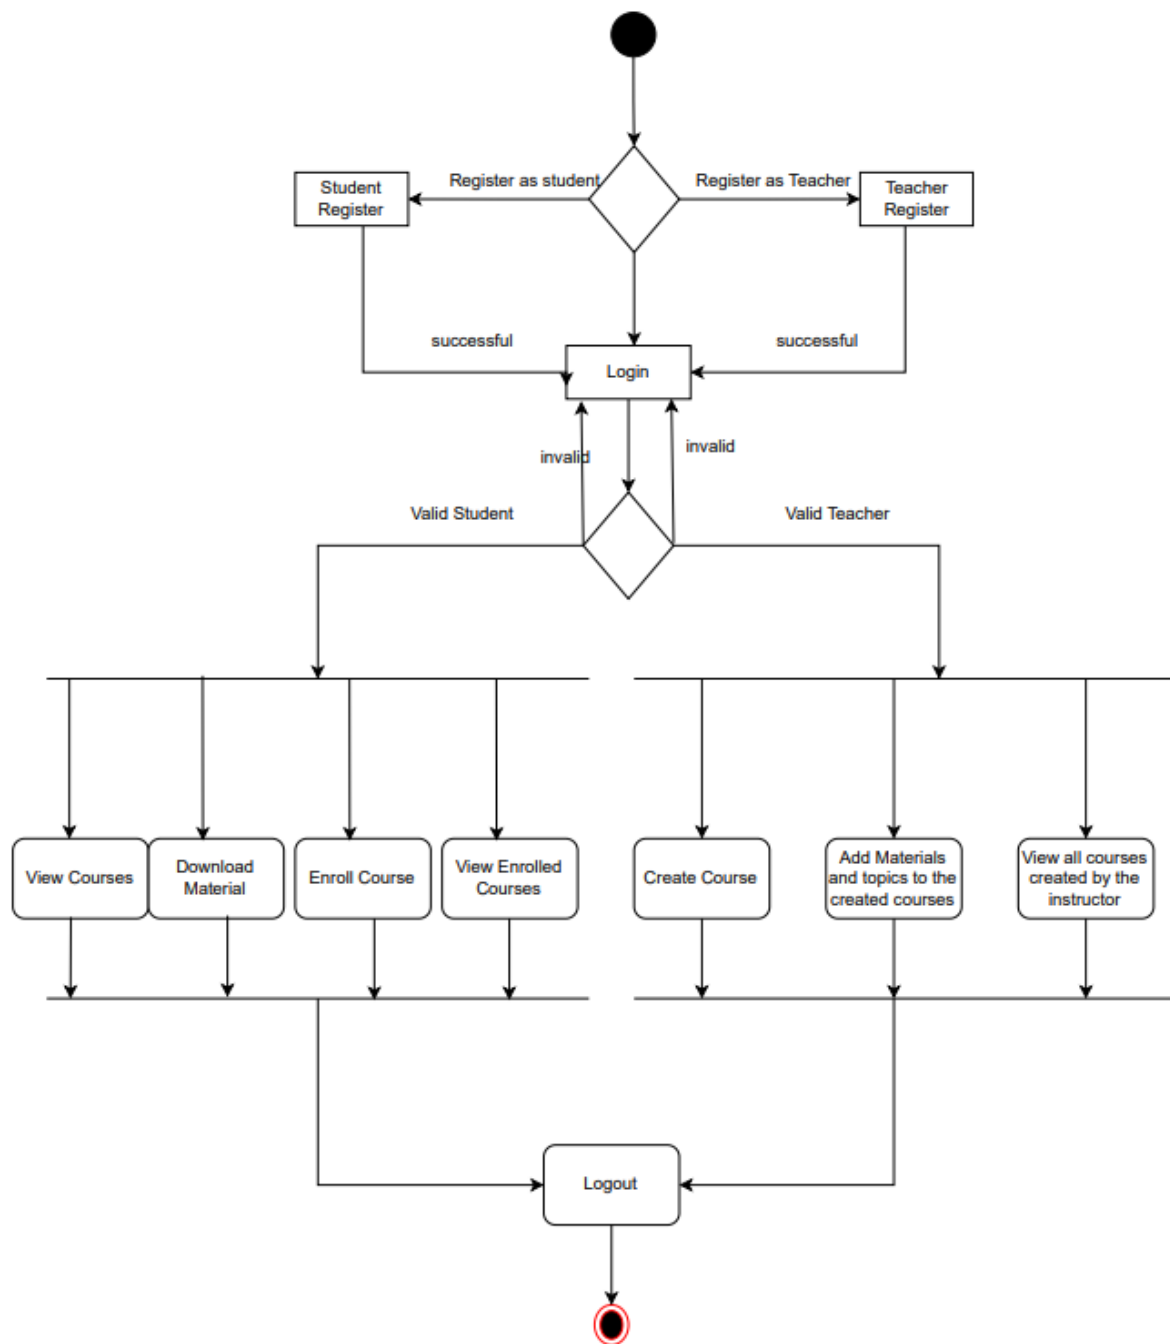 Register as student
Register as Teacher
Student
Register
Teacher
Register
successful
successful
Login
invalid
invalid
Valid Student
Valid Teacher
View Courses
Download
Material
Enroll Course
View Enrolled
Courses
Create Course
Add Materials
and topics to the
created courses
View all courses
created by the
instructor
Logout